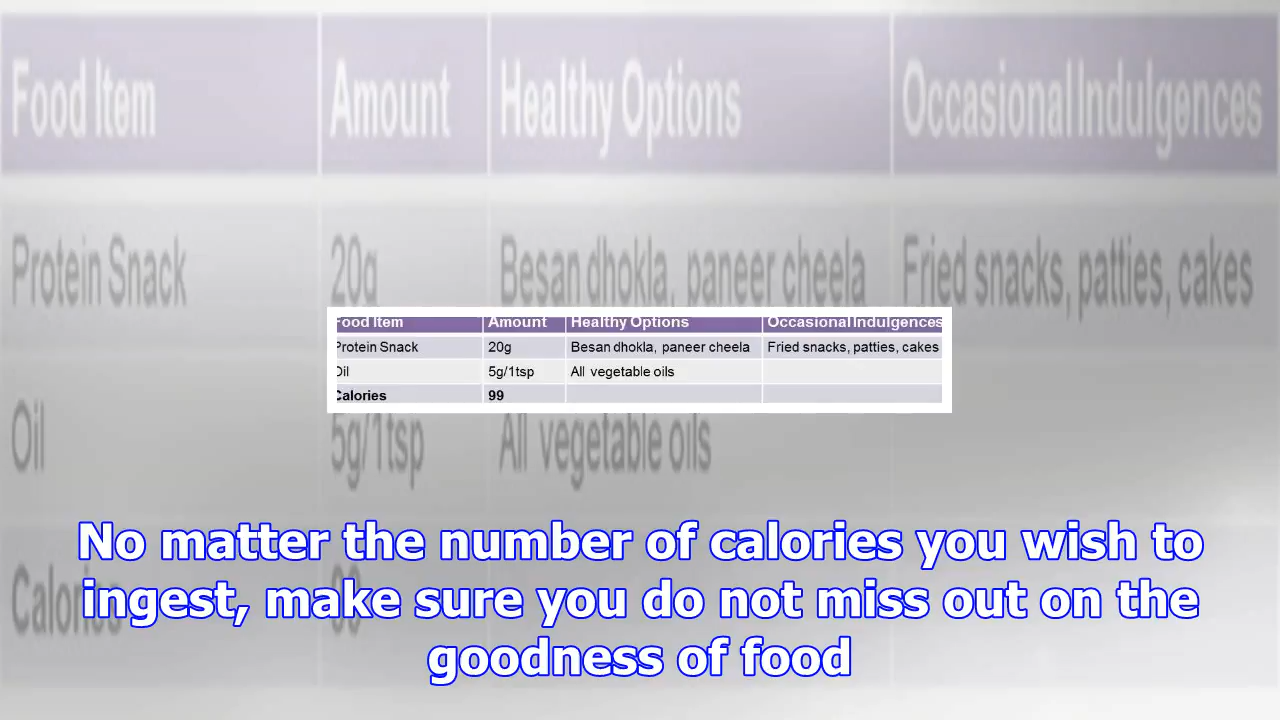 Food Item Amount Healthy Options Occasional Indulgences
Protein Snack 20g Besan dhokla, paneer cheela Fried snacks, patties, cakes
Food Item Amount Healthy Options Occasional Indulgences
Protein Snack 20g Besan dhokla, paneer cheela Fried snacks, patties, cakes
Oil 5g/1tsp All vegetable oils
Calories 99
Oil 5g/1tsp All vegetable oils
No matter the number of calories you wish to
Calories 99
ingest, make sure you do not miss out on the
goodness of food